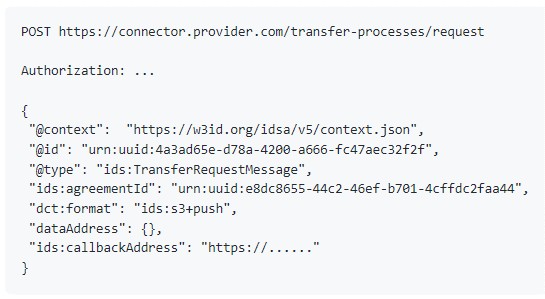 POST https://connector.provider.com/transfer-processes/request
Authorization: ...
{
"@context":  "https://w3id.org/idsa/v5/context.json",
"@id": "urn:uuid:4a3ad65e-d78a-4200-a666-fc47aec32f2f",
"@type": "ids:TransferRequestMessage",
"ids:agreementId": "urn:uuid:e8dc8655-44c2-46ef-b701-4cffdc2faa44",
"dct:format": "ids:s3+push",
"dataAddress": {},
"ids:callbackAddress": "https://......"
}